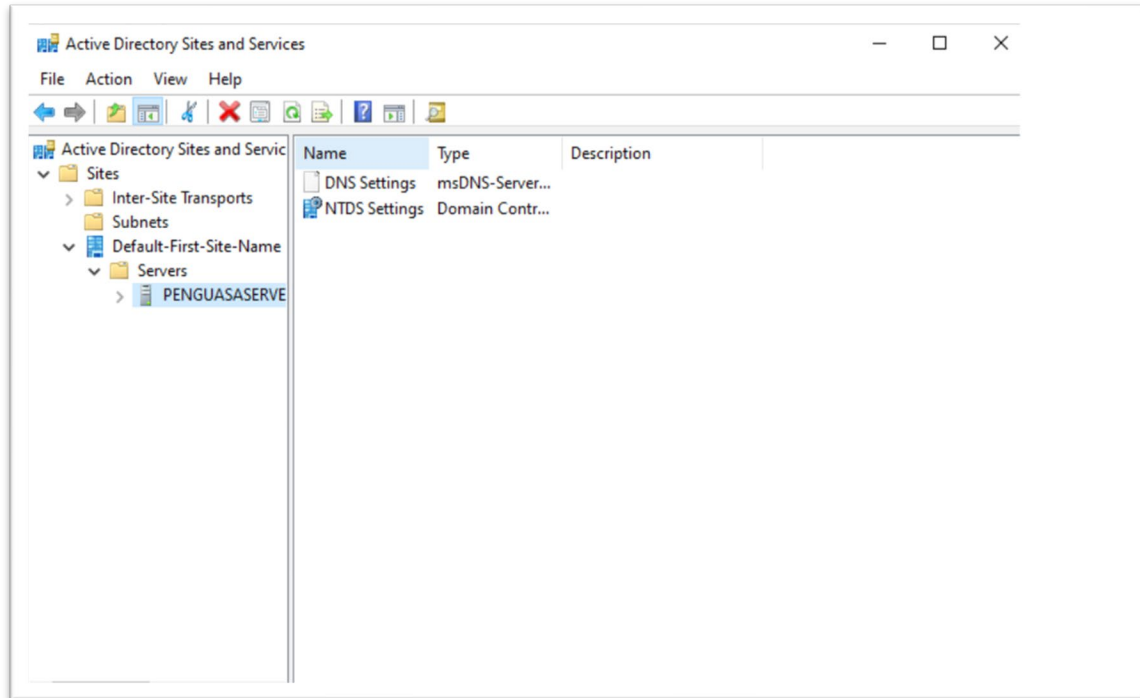 Active Directory Sites and Services
File Action View Help
Active Directory Sites and Servic
Sites
Inter-Site Transports
Subnets
Default-First-Site-Name
Servers
PENGUASASERVE
Name Type Description
DNS Settings msDNS-Server...
NTDS Settings Domain Contr...